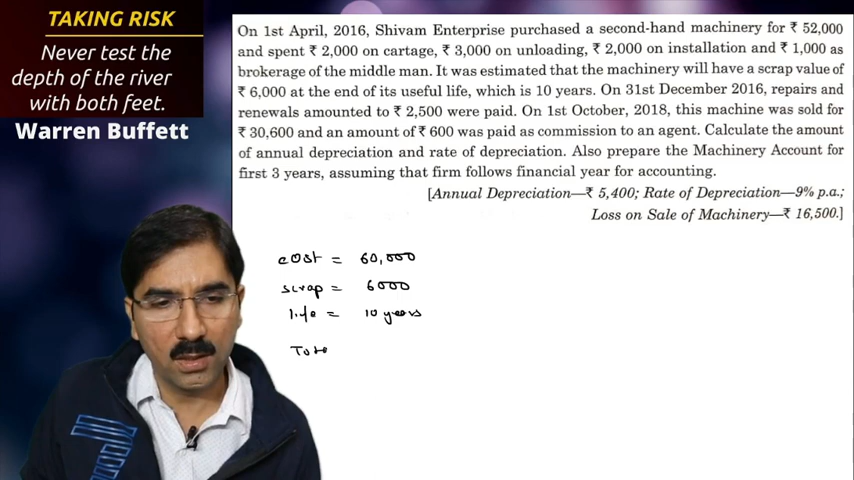 TAKING RISK
Never test the
depth of the river
with both feet.
Warren Buffett
On 1st April, 2016, Shivam Enterprise purchased a second-hand machinery for ₹ 52,000
and spent ₹ 2,000 on cartage, ₹ 3,000 on unloading, ₹ 2,000 on installation and ₹ 1,000 as
brokerage of the middle man. It was estimated that the machinery will have a scrap value of
₹ 6,000 at the end of its useful life, which is 10 years. On 31st December 2016, repairs and
renewals amounted to ₹ 2,500 were paid. On 1st October, 2018, this machine was sold for
₹ 30,600 and an amount of ₹ 600 was paid as commission to an agent. Calculate the amount
of annual depreciation and rate of depreciation. Also prepare the Machinery Account for
first 3 years, assuming that firm follows financial year for accounting.
[Annual Depreciation—₹ 5,400; Rate of Depreciation—9% p.a.;
Loss on Sale of Machinery—₹ 16,500.]
cost = 60,000
scrap = 6000
life = 10 years
Tot